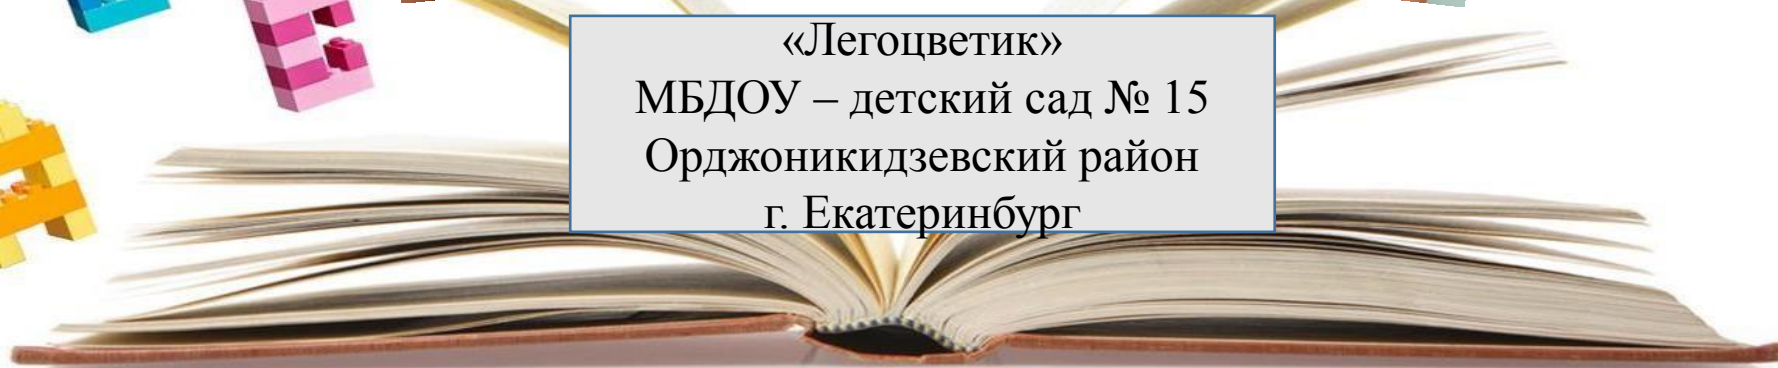 «Легоцветик»
МБДОУ – детский сад № 15
Орджоникидзевский район
г. Екатеринбург